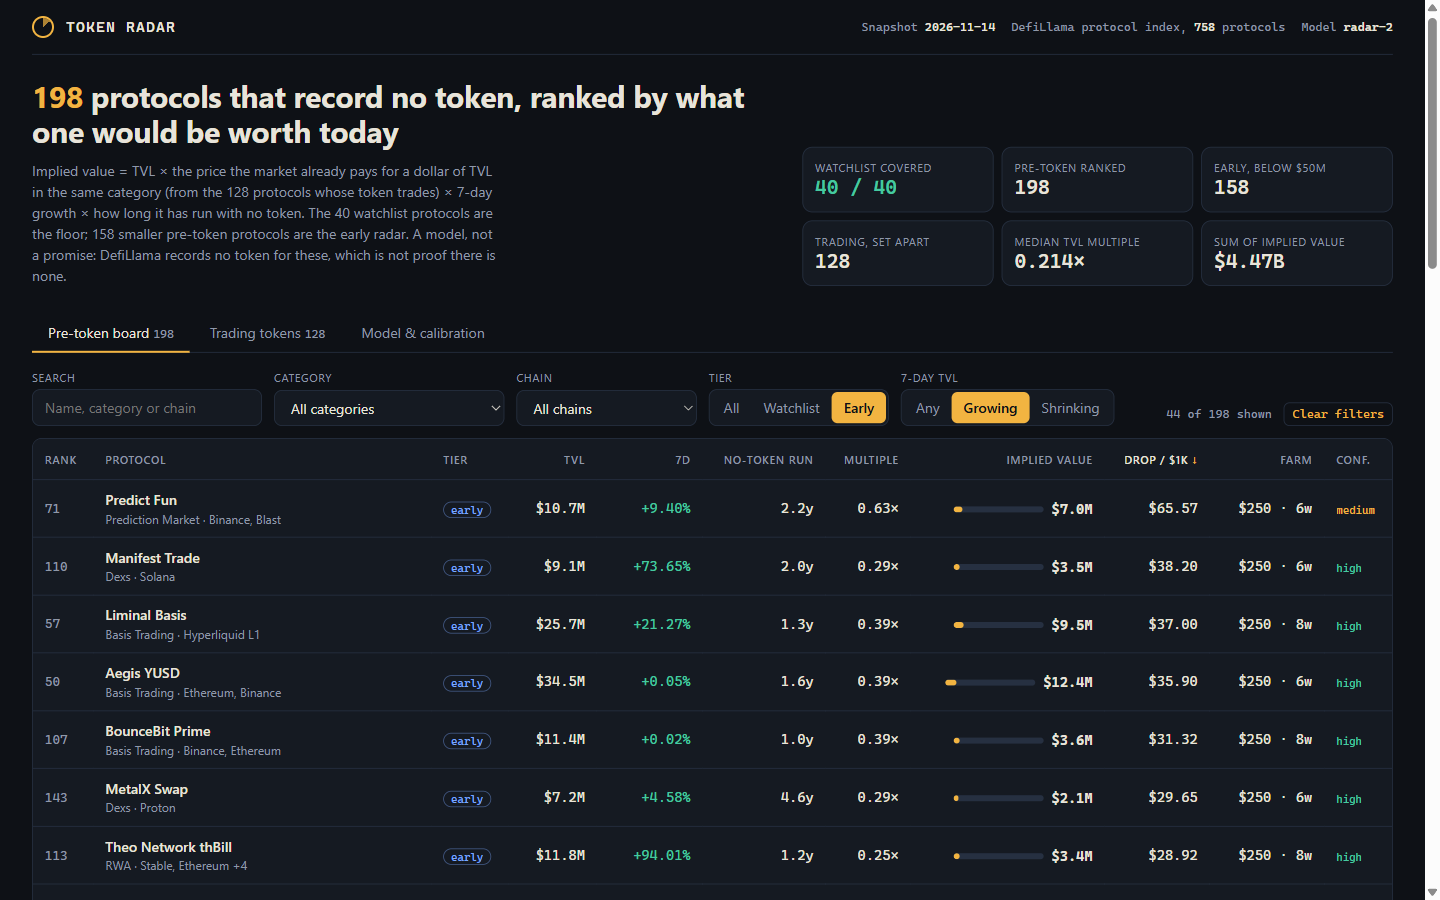 TOKEN RADAR
Snapshot 2026-11-14 DefiLlama protocol index, 758 protocols Model radar-2
198 protocols that record no token, ranked by what
one would be worth today
Implied value = TVL × the price the market already pays for a dollar of TVL
in the same category (from the 128 protocols whose token trades) × 7-day
growth × how long it has run with no token. The 40 watchlist protocols are
the floor; 158 smaller pre-token protocols are the early radar. A model, not
a promise: DefiLlama records no token for these, which is not proof there is
none.
WATCHLIST COVERED
40 / 40
PRE-TOKEN RANKED
198
EARLY, BELOW $50M
158
TRADING, SET APART
128
MEDIAN TVL MULTIPLE
0.214×
SUM OF IMPLIED VALUE
$4.47B
Pre-token board 198 Trading tokens 128 Model & calibration
SEARCH CATEGORY CHAIN TIER 7-DAY TVL
Name, category or chain All categories All chains All Watchlist Early Any Growing Shrinking 44 of 198 shown Clear filters
RANK PROTOCOL TIER TVL 7D NO-TOKEN RUN MULTIPLE IMPLIED VALUE DROP / $1K ↓ FARM CONF.
71 Predict Fun early $10.7M +9.40% 2.2y 0.63× $7.0M $65.57 $250 · 6w medium
Prediction Market · Binance, Blast
110 Manifest Trade early $9.1M +73.65% 2.0y 0.29× $3.5M $38.20 $250 · 6w high
Dexs · Solana
57 Liminal Basis early $25.7M +21.27% 1.3y 0.39× $9.5M $37.00 $250 · 8w high
Basis Trading · Hyperliquid L1
50 Aegis YUSD early $34.5M +0.05% 1.6y 0.39× $12.4M $35.90 $250 · 6w high
Basis Trading · Ethereum, Binance
107 BounceBit Prime early $11.4M +0.02% 1.0y 0.39× $3.6M $31.32 $250 · 8w high
Basis Trading · Binance, Ethereum
143 MetalX Swap early $7.2M +4.58% 4.6y 0.29× $2.1M $29.65 $250 · 6w high
Dexs · Proton
113 Theo Network thBill early $11.8M +94.01% 1.2y 0.25× $3.4M $28.92 $250 · 8w high
RWA · Stable, Ethereum +4